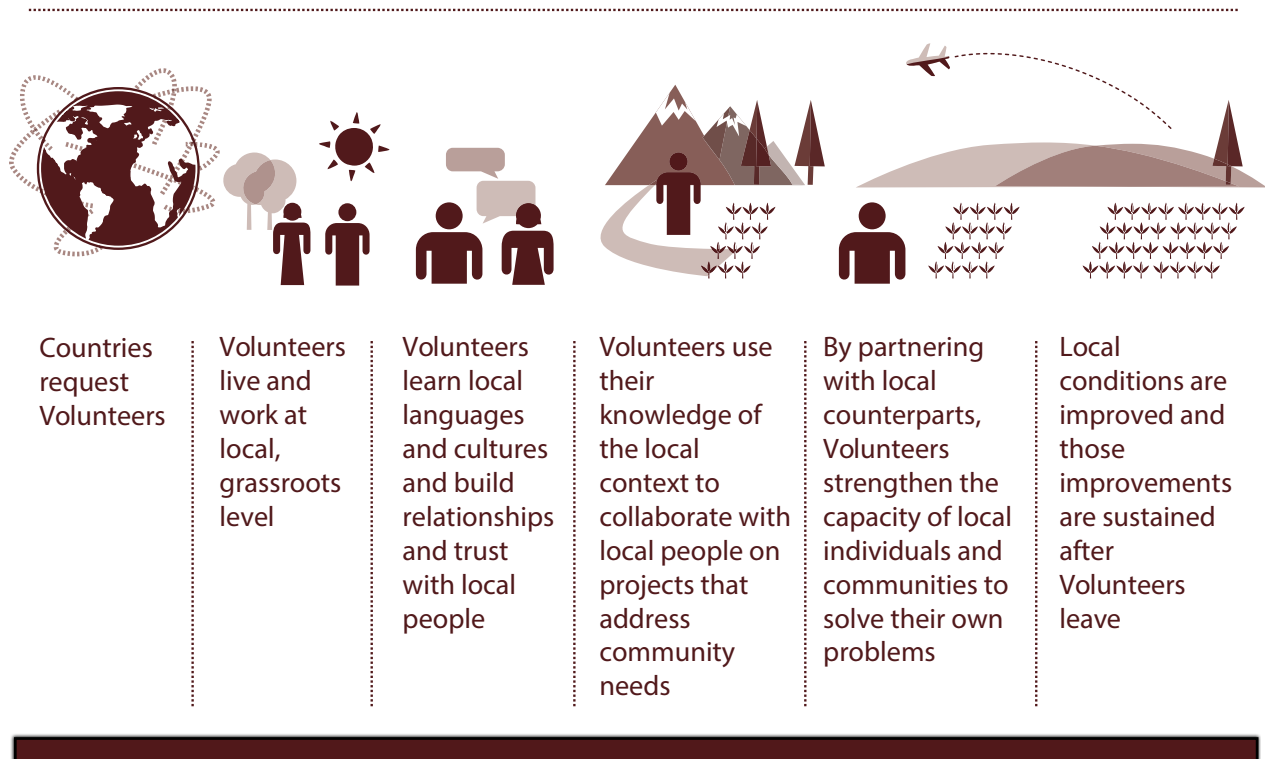 Countries
request
Volunteers
Volunteers
live and
work at
local,
grassroots
level
Volunteers
learn local
languages
and cultures
and build
relationships
and trust
with local
people
Volunteers use
their
knowledge of
the local
context to
collaborate with
local people on
projects that
address
community
needs
By partnering
with local
counterparts,
Volunteers
strengthen the
capacity of local
individuals and
communities to
solve their own
problems
Local
conditions are
improved and
those
improvements
are sustained
after
Volunteers
leave